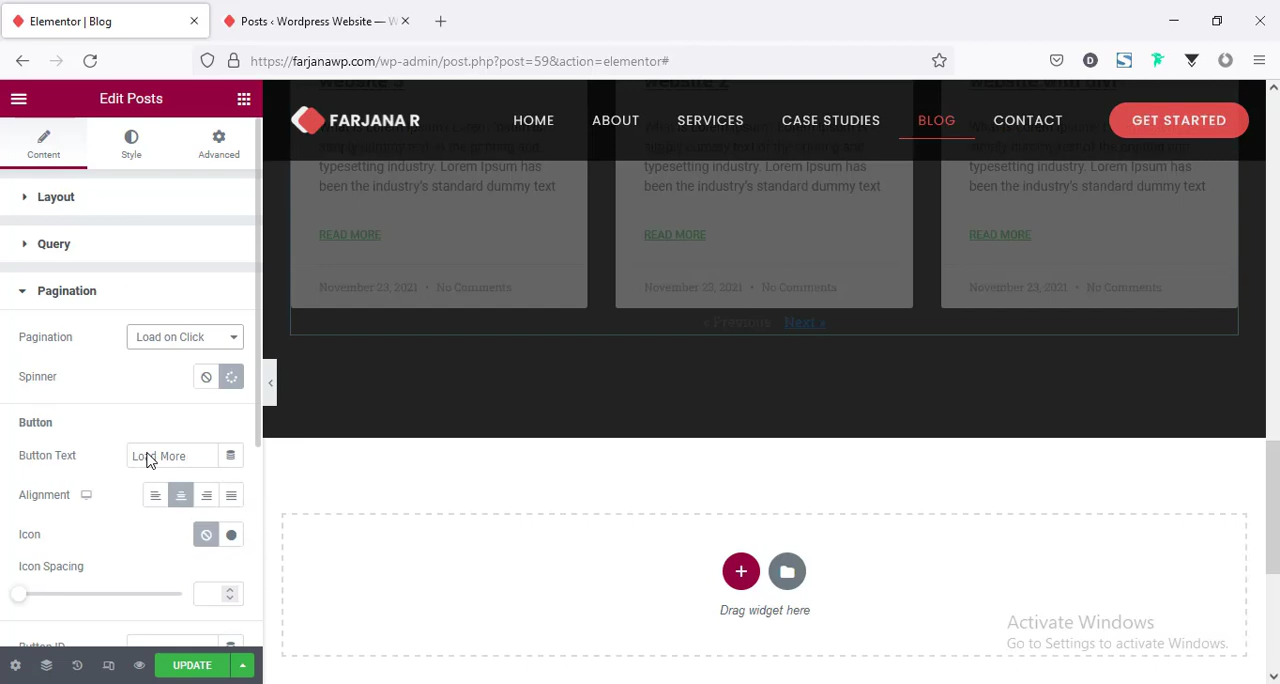 Elementor | Blog
Posts ‹ Wordpress Website — W
https://farjanawp.com/wp-admin/post.php?post=59&action=elementor#
Edit Posts
Content
Style
Advanced
Layout
Query
Pagination
Pagination
Load on Click
Spinner
Button
Button Text
Load More
Alignment
Icon
Icon Spacing
Button ID
UPDATE
FARJANA R
HOME
ABOUT
SERVICES
CASE STUDIES
BLOG
CONTACT
GET STARTED
typesetting industry. Lorem Ipsum has
been the industry's standard dummy text
READ MORE
November 23, 2021 • No Comments
typesetting industry. Lorem Ipsum has
been the industry's standard dummy text
READ MORE
November 23, 2021 • No Comments
typesetting industry. Lorem Ipsum has
been the industry's standard dummy text
READ MORE
November 23, 2021 • No Comments
« Previous Next »
Drag widget here
Activate Windows
Go to Settings to activate Windows.